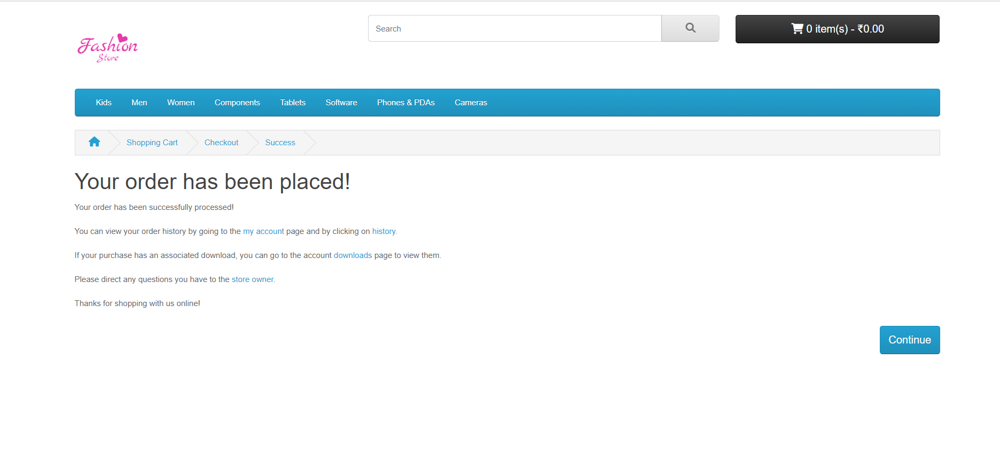 Fashion
Store
Search
0 item(s) - ₹0.00
Kids Men Women Components Tablets Software Phones & PDAs Cameras
Shopping Cart Checkout Success
Your order has been placed!
Your order has been successfully processed!
You can view your order history by going to the my account page and by clicking on history.
If your purchase has an associated download, you can go to the account downloads page to view them.
Please direct any questions you have to the store owner.
Thanks for shopping with us online!
Continue